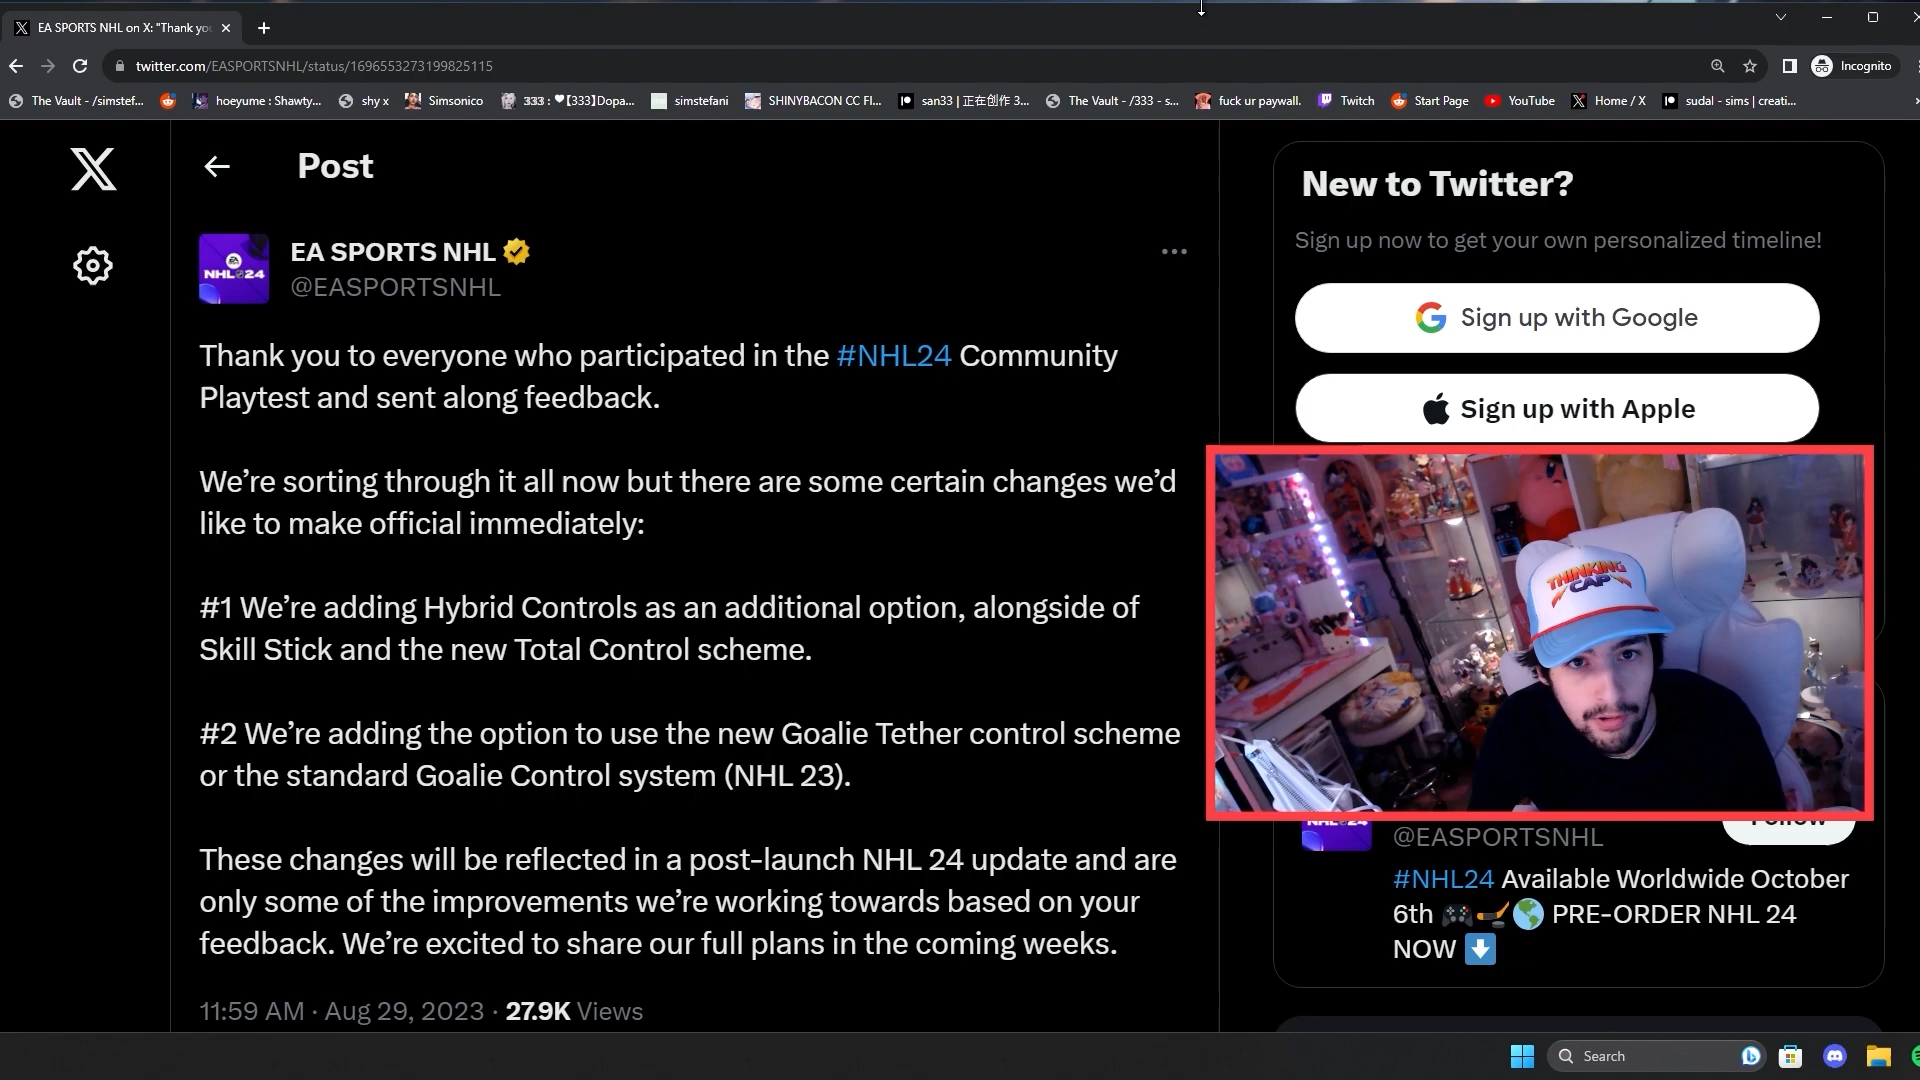 EA SPORTS NHL on X: "Thank you
twitter.com/EASPORTSNHL/status/1696553273199825115
Incognito
The Vault - /simstef...
hoeyume : Shawty...
shy x
Simsonico
333 : ♥【333】Dopa...
simstefani
SHINYBACON CC FI...
san33 | 正在创作 3...
The Vault - /333 - s...
fuck ur paywall.
Twitch
Start Page
YouTube
Home / X
sudal - sims | creati...
Post
EA SPORTS NHL
@EASPORTSNHL
NHL 24
Thank you to everyone who participated in the #NHL24 Community
Playtest and sent along feedback.
We’re sorting through it all now but there are some certain changes we’d
like to make official immediately:
#1 We’re adding Hybrid Controls as an additional option, alongside of
Skill Stick and the new Total Control scheme.
#2 We’re adding the option to use the new Goalie Tether control scheme
or the standard Goalie Control system (NHL 23).
These changes will be reflected in a post-launch NHL 24 update and are
only some of the improvements we’re working towards based on your
feedback. We’re excited to share our full plans in the coming weeks.
11:59 AM · Aug 29, 2023 · 27.9K Views
New to Twitter?
Sign up now to get your own personalized timeline!
Sign up with Google
Sign up with Apple
THINKING
CAP
NHL 24
Follow
@EASPORTSNHL
#NHL24 Available Worldwide October
6th 🎮🏒🌎 PRE-ORDER NHL 24
NOW ⬇️
Search